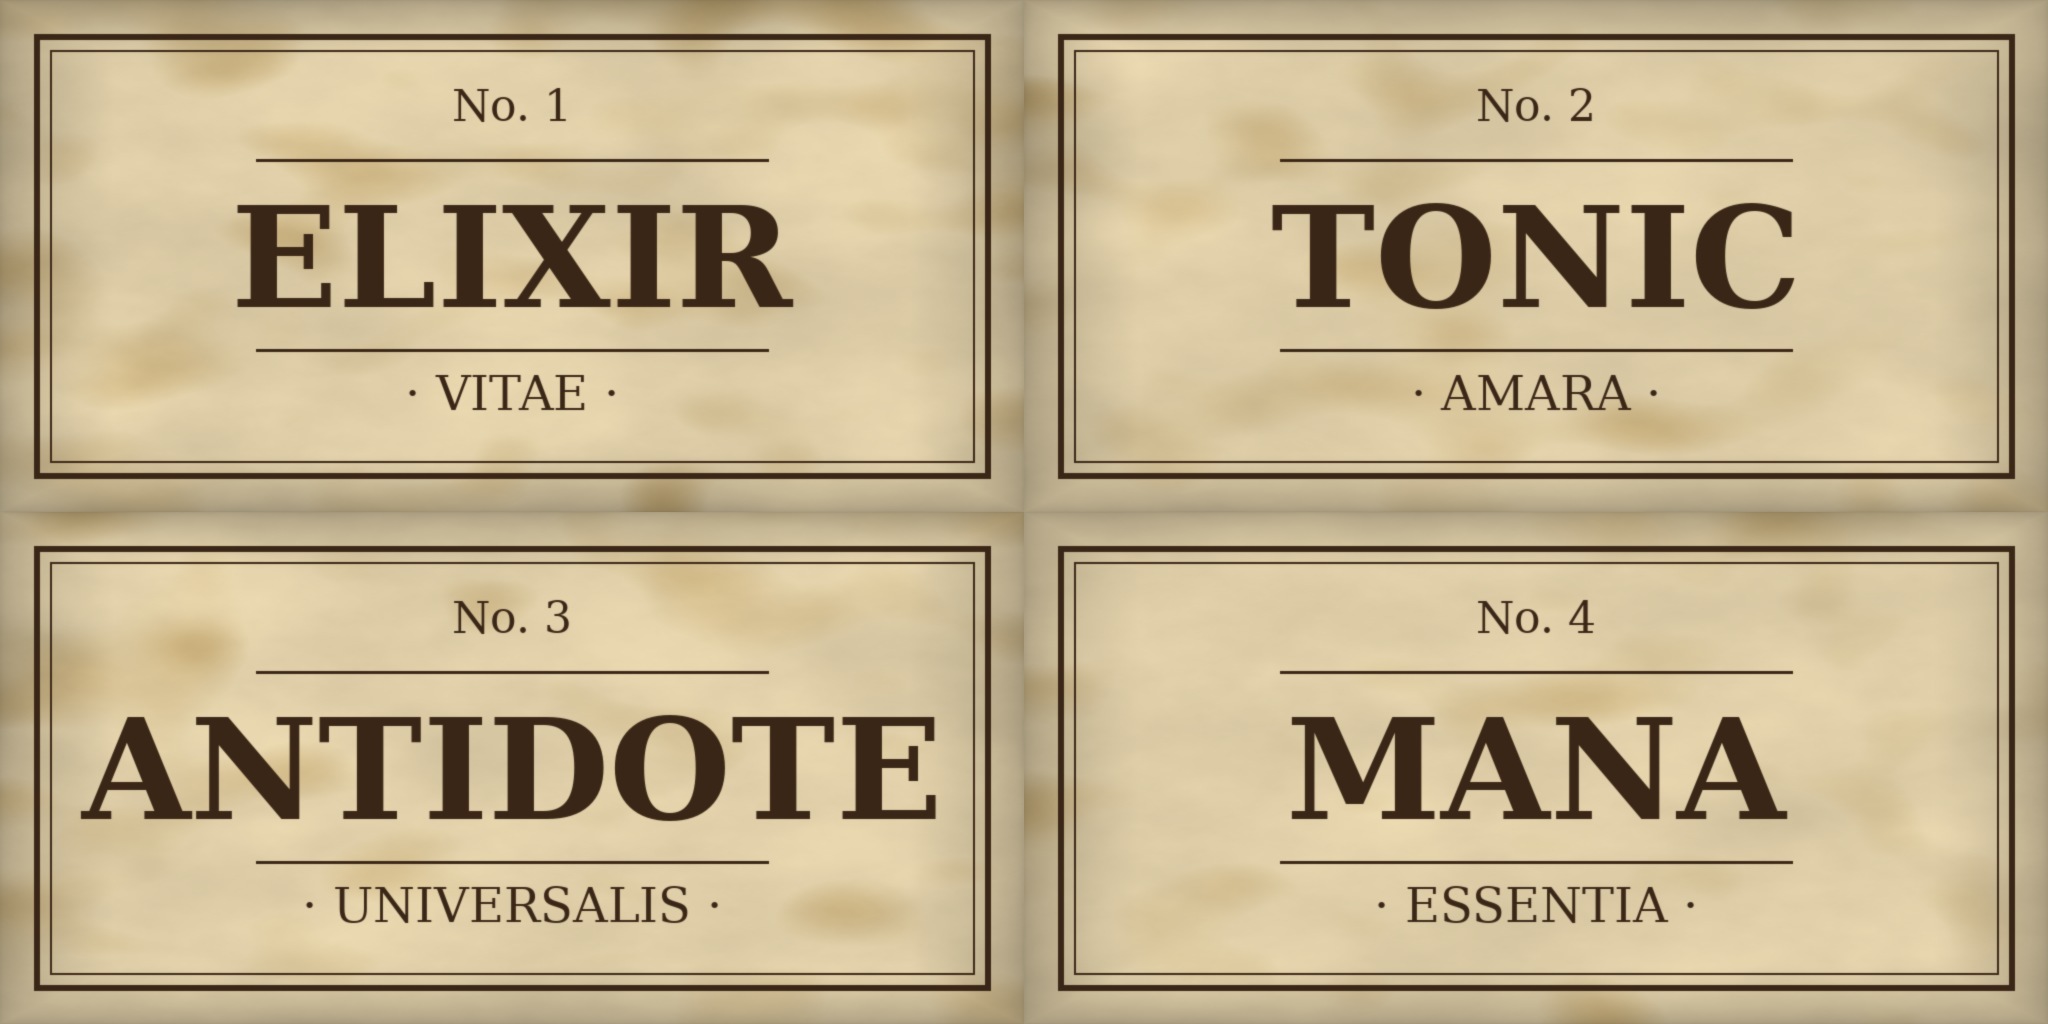 No. 1
ELIXIR
· VITAE ·
No. 2
TONIC
· AMARA ·
No. 3
ANTIDOTE
· UNIVERSALIS ·
No. 4
MANA
· ESSENTIA ·